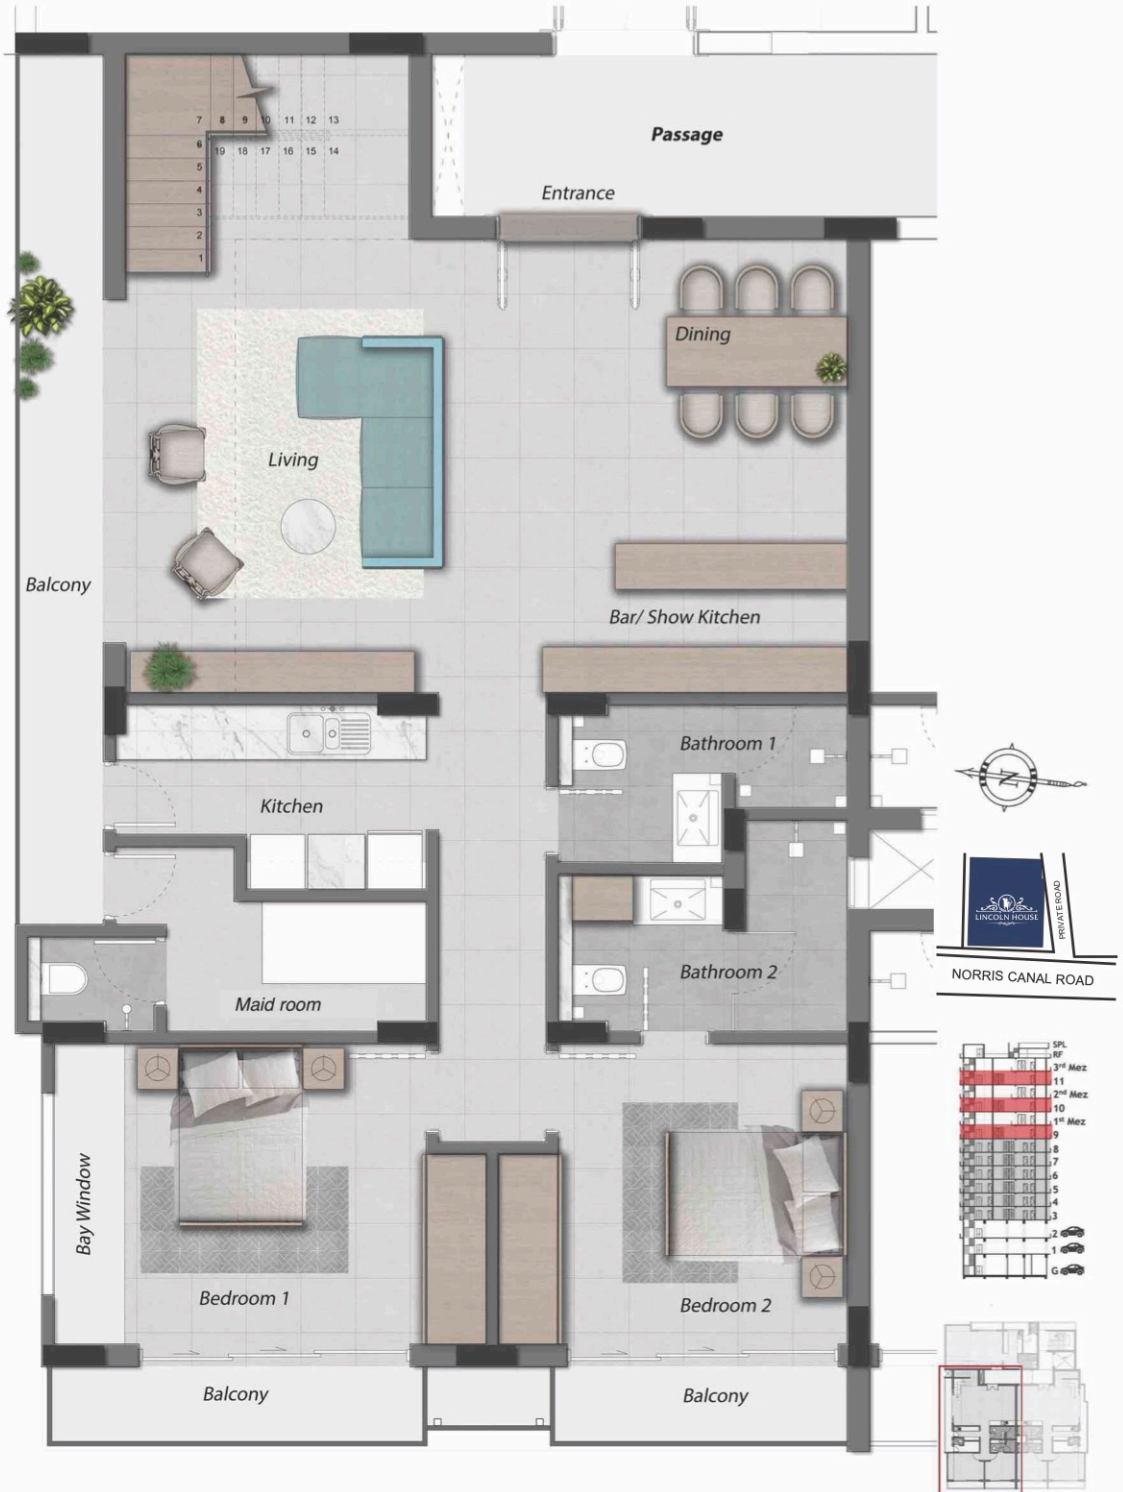 Passage
Entrance
7 8 9 10 11 12 13
6 19 18 17 16 15 14
5
4
3
2
1
Dining
Living
Balcony
Bar/ Show Kitchen
Bathroom 1
Kitchen
N
LINCOLN HOUSE
PRIVATE ROAD
NORRIS CANAL ROAD
Bathroom 2
Maid room
SPL
RF
3rd Mez
11
2nd Mez
10
1st Mez
9
8
7
6
5
4
3
2
1
G
Bay Window
Bedroom 1
Bedroom 2
Balcony
Balcony